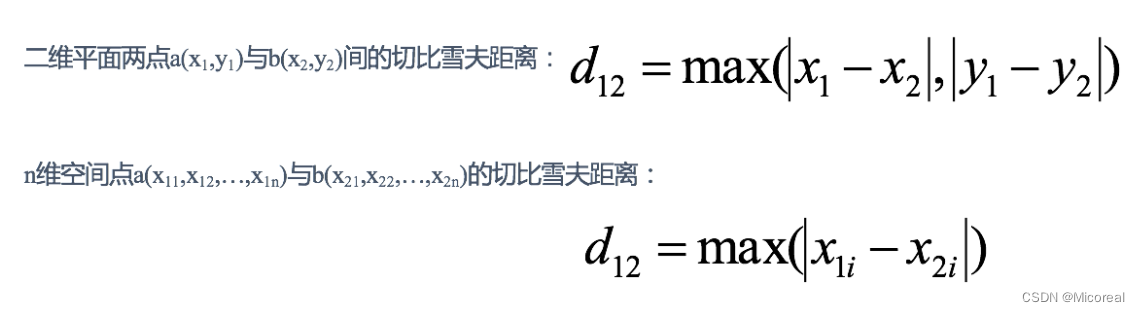 二维平面两点a(x₁,y₁)与b(x₂,y₂)间的切比雪夫距离： d₁₂ = max(|x₁ − x₂|,|y₁ − y₂|)
n维空间点a(x₁₁,x₁₂,…,x₁ₙ)与b(x₂₁,x₂₂,…,x₂ₙ)的切比雪夫距离：
d₁₂ = max(|x₁ᵢ − x₂ᵢ|)
CSDN @Micoreal